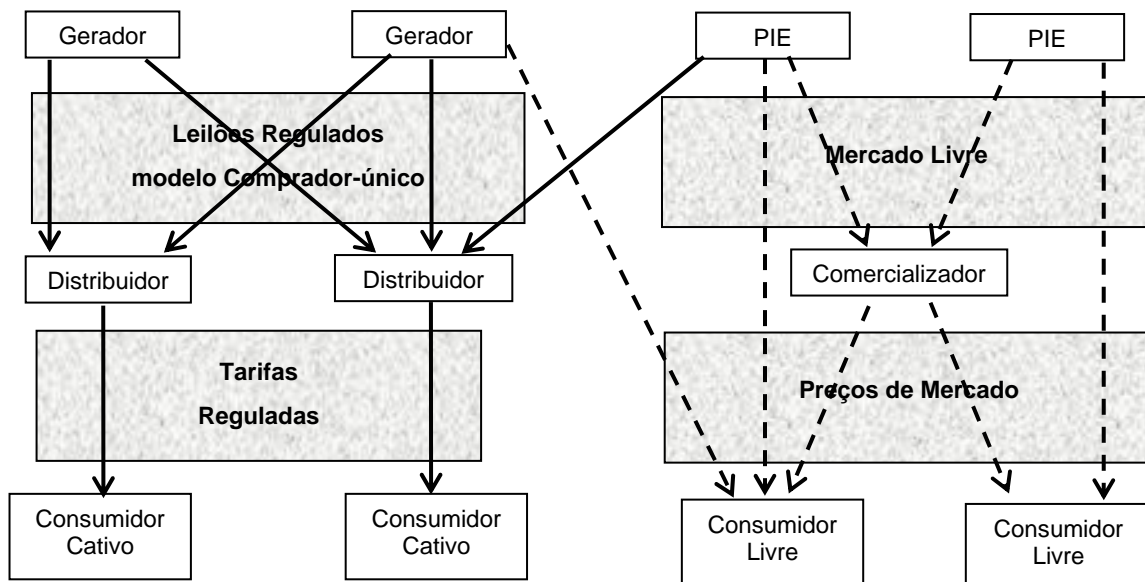 Gerador
Gerador
PIE
PIE
Leilões Regulados
modelo Comprador-único
Mercado Livre
Distribuidor
Distribuidor
Comercializador
Tarifas
Reguladas
Preços de Mercado
Consumidor
Cativo
Consumidor
Cativo
Consumidor
Livre
Consumidor
Livre